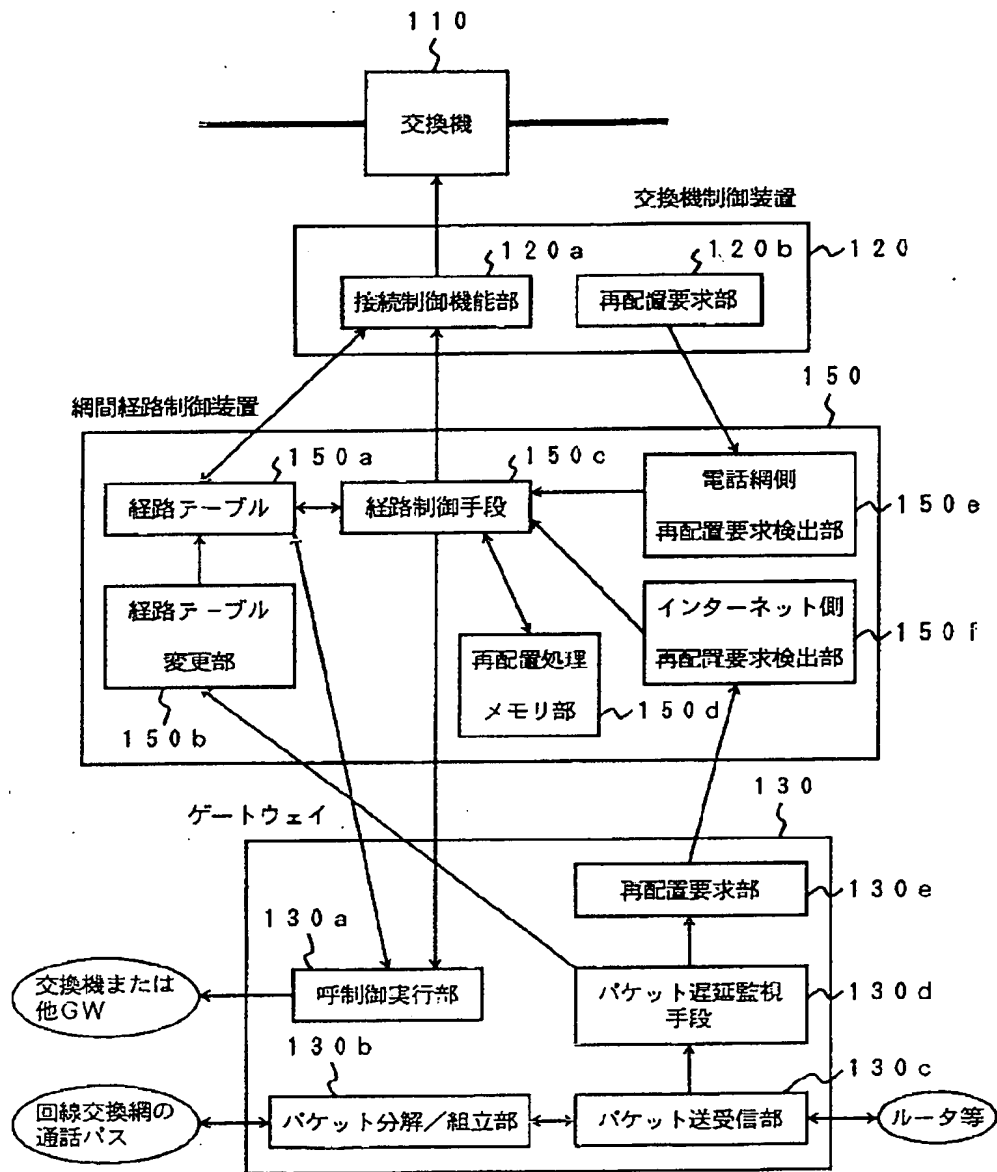 110
交換機
交換機制御装置
120a
120b
120
接続制御機能部
再配置要求部
150
網間経路制御装置
150a
150c
経路テーブル
経路制御手段
電話網側
再配置要求検出部
150e
経路テーブル
変更部
150b
再配置処理
メモリ部
150d
インターネット側
再配置要求検出部
150f
130
ゲートウェイ
再配置要求部
130e
130a
交換機または
他GW
呼制御実行部
パケット遅延監視
手段
130d
130b
130c
回線交換網の
通話パス
パケット分解/組立部
パケット送受信部
ルータ等